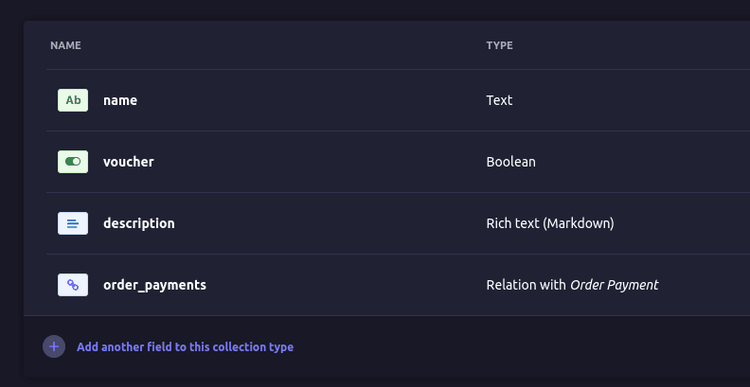 NAME TYPE
Ab name Text
voucher Boolean
description Rich text (Markdown)
order_payments Relation with Order Payment
Add another field to this collection type